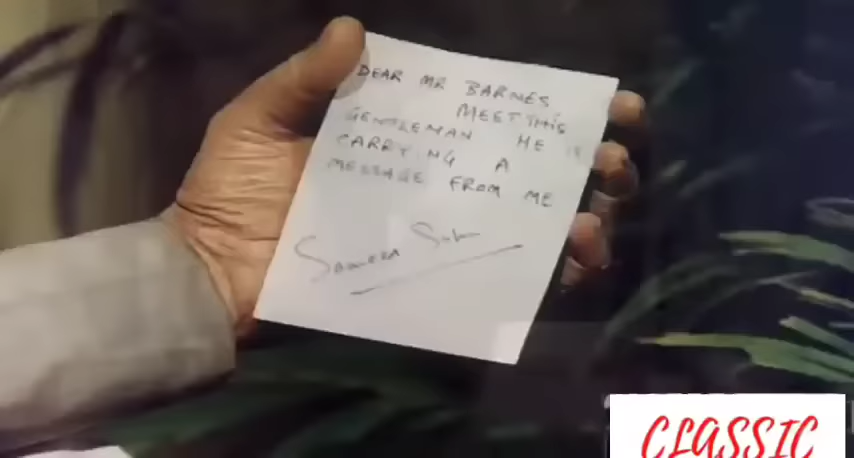 DEAR MR BARNES
MEET THIS
GENTLEMAN HE IS
CARRYING A
MESSAGE FROM ME
CLASSIC